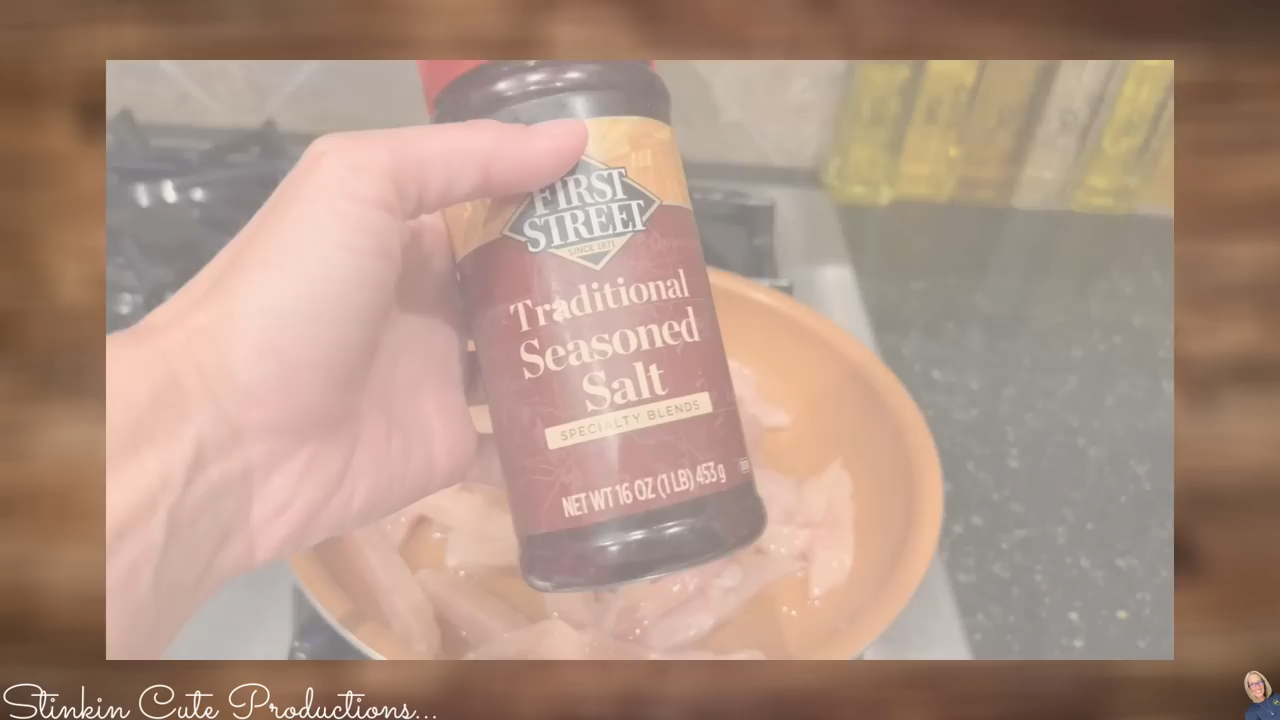 FIRST
STREET
SINCE 1871
Traditional
Seasoned
Salt
SPECIALTY BLENDS
NET WT 16 OZ (1 LB) 453 g
Stinkin Cute Productions...